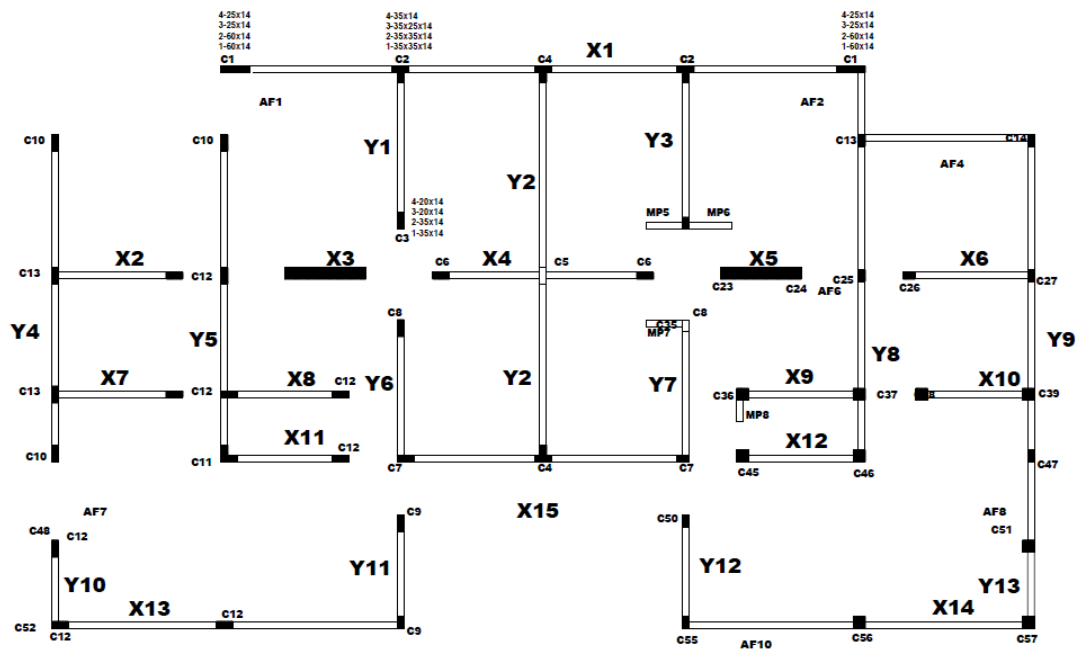 4-25x14
3-25x14
2-60x14
1-60x14
4-35x14
3-35x25x14
2-35x35x14
1-35x35x14
4-25x14
3-25x14
2-60x14
1-60x14
C1 C2 C4 X1 C2 C1
AF1 AF2
C10 C10 Y1 Y3 C13 C14
AF4
Y2
4-20x14
3-20x14
2-35x14
1-35x14
C3
MP5 MP6
X2 X3 C6 X4 C5 C6 X5 X6
C13 C12 C23 C24 C25 C26 C27
AF6
Y4 Y5 C8 C35 C8 Y8 Y9
MP7
X7 X8 C12 Y6 Y2 Y7 X9 X10
C13 C12 C36 C37 C39
MP8
X11 C12 X12
C10 C11 C7 C4 C7 C45 C46 C47
X15
AF7 C9 C50 AF8
C48 C12 C51
Y10 Y11 Y12 Y13
X13 C12 X14
C52 C12 C9 C55 C56 C57
AF10